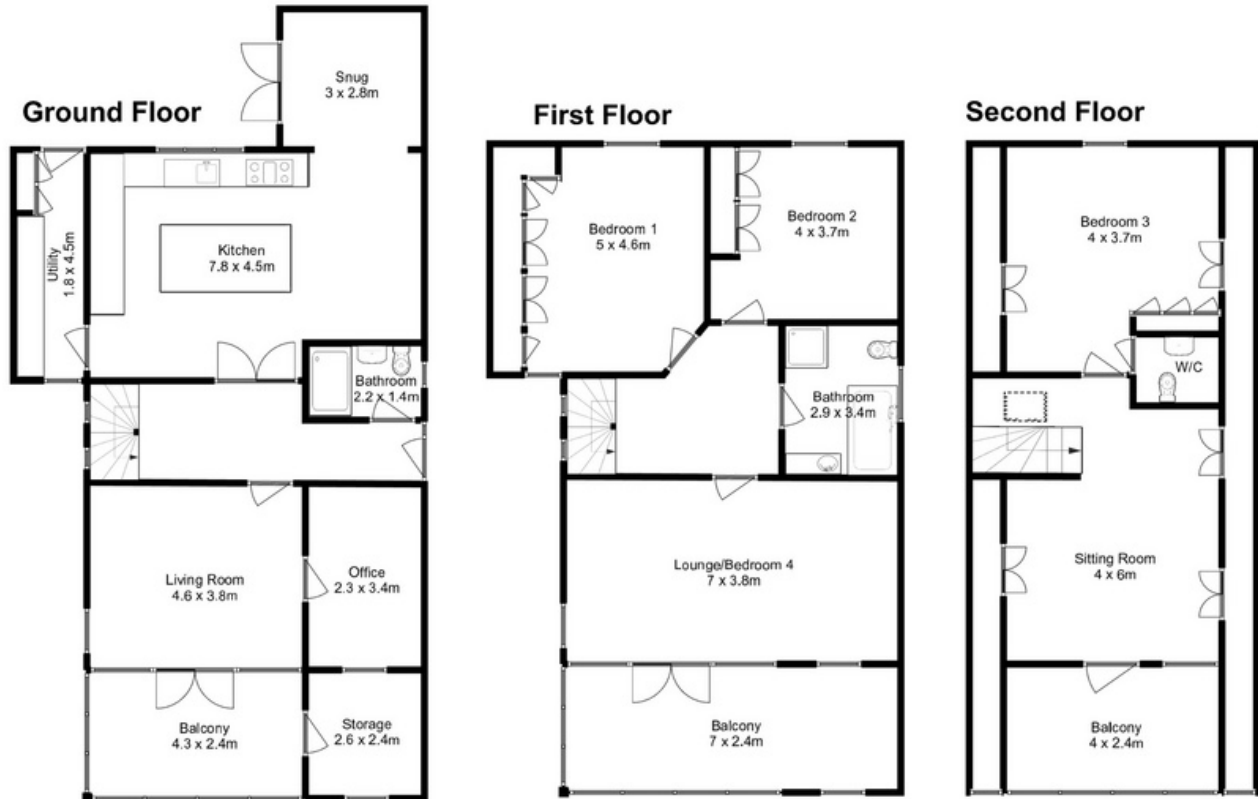 Ground Floor
Snug
3 x 2.8m
Utility
1.8 x 4.5m
Kitchen
7.8 x 4.5m
Bathroom
2.2 x 1.4m
Living Room
4.6 x 3.8m
Office
2.3 x 3.4m
Balcony
4.3 x 2.4m
Storage
2.6 x 2.4m
First Floor
Bedroom 1
5 x 4.6m
Bedroom 2
4 x 3.7m
Bathroom
2.9 x 3.4m
Lounge/Bedroom 4
7 x 3.8m
Balcony
7 x 2.4m
Second Floor
Bedroom 3
4 x 3.7m
W/C
Sitting Room
4 x 6m
Balcony
4 x 2.4m